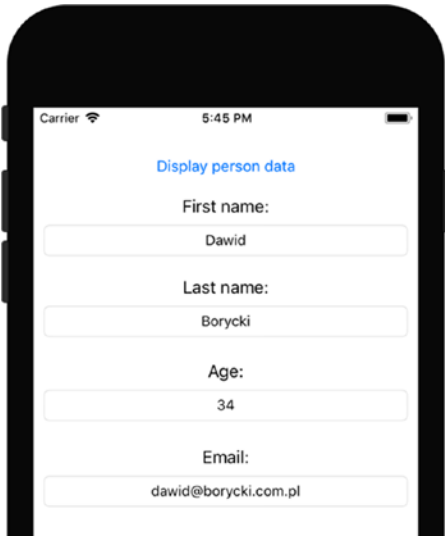 Carrier 5:45 PM
Display person data
First name:
Dawid
Last name:
Borycki
Age:
34
Email:
dawid@borycki.com.pl